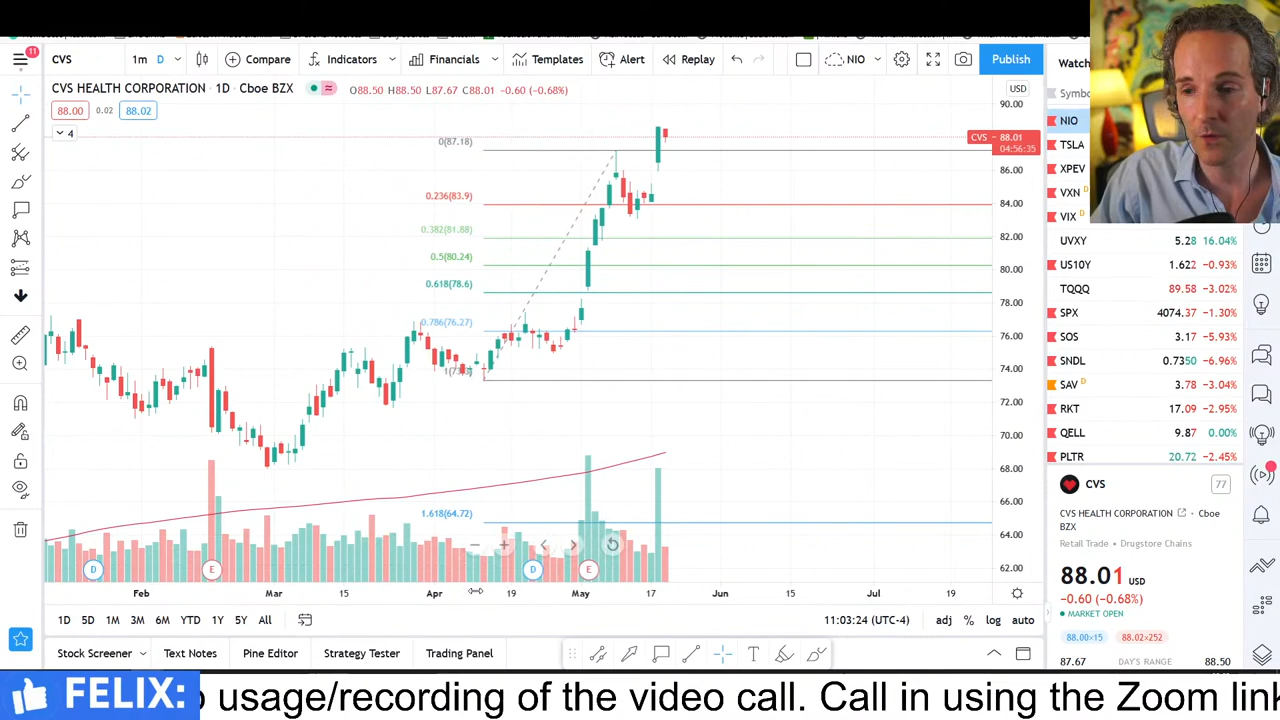 11
CVS
1m
D
Compare
Indicators
Financials
Templates
Alert
Replay
NIO
Publish
CVS HEALTH CORPORATION · 1D · Cboe BZX
O88.50 H88.50 L87.67 C88.01 −0.60 (−0.68%)
88.00
0.02
88.02
4
USD
90.00
CVS
88.01
04:56:35
86.00
84.00
82.00
80.00
78.00
76.00
74.00
72.00
70.00
68.00
66.00
64.00
62.00
0(87.18)
0.236(83.9)
0.382(81.88)
0.5(80.24)
0.618(78.6)
0.786(76.27)
1.618(64.72)
D
E
D
E
Feb
Mar
15
Apr
19
May
17
Jun
15
Jul
19
1D 5D 1M 3M 6M YTD 1Y 5Y All
11:03:24 (UTC-4)
adj % log auto
Stock Screener
Text Notes
Pine Editor
Strategy Tester
Trading Panel
Watch
Symbo
NIO
TSLA
XPEV
VXN D
VIX D
UVXY 5.28 16.04%
US10Y 1.622 −0.93%
TQQQ 89.58 −3.02%
SPX 4074.37 −1.30%
SOS 3.17 −5.93%
SNDL 0.7350 −6.96%
SAV D 3.78 −3.04%
RKT 17.09 −2.95%
QELL 9.87 0.00%
PLTR 20.72 −2.45%
CVS
77
CVS HEALTH CORPORATION · Cboe
BZX
Retail Trade · Drugstore Chains
88.01 USD
−0.60 (−0.68%)
MARKET OPEN
88.00×15
88.02×252
87.67 DAY'S RANGE 88.50
FELIX:
usage/recording of the video call. Call in using the Zoom link